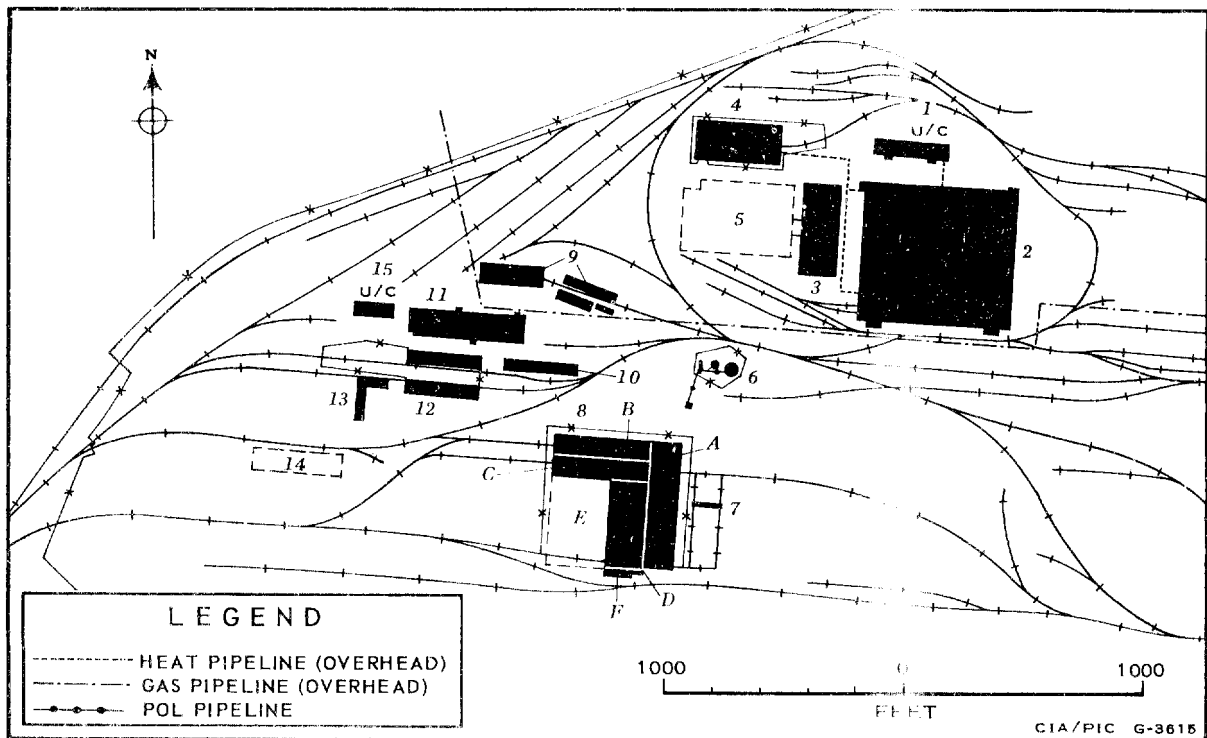 N
4
1
U/C
5
2
3
9
15
U/C
11
10
6
13
12
8
B
A
C
14
E
7
D
F
LEGEND
HEAT PIPELINE (OVERHEAD)
GAS PIPELINE (OVERHEAD)
POL PIPELINE
1000 0 1000
FEET
CIA/PIC G-3615